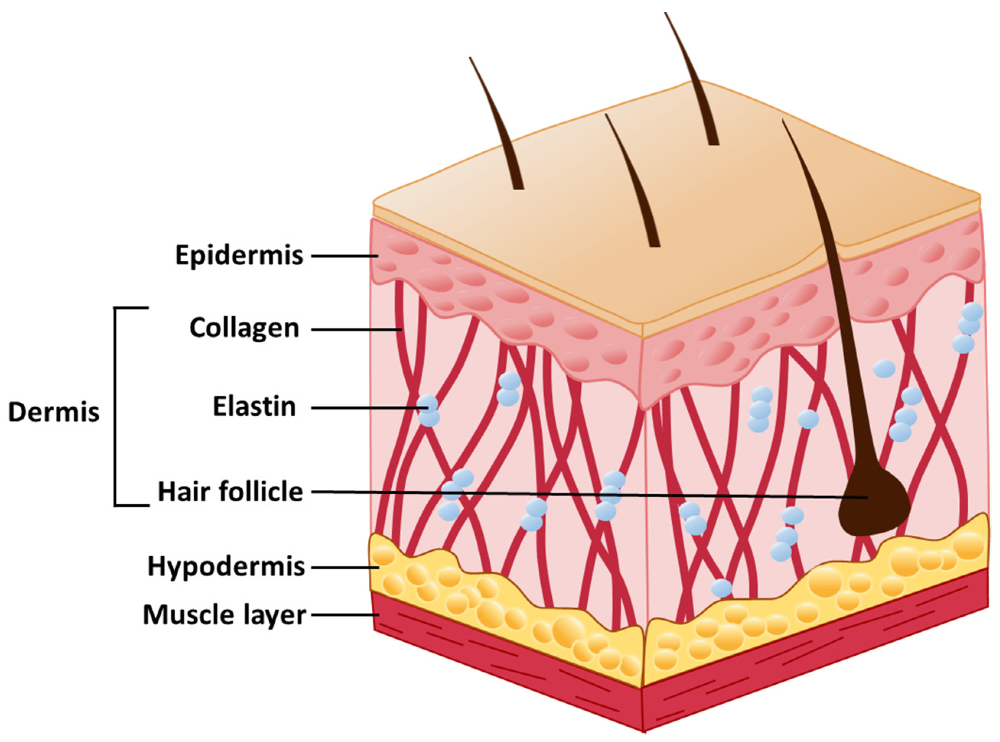 Epidermis
Collagen
Elastin
Dermis
Hair follicle
Hypodermis
Muscle layer